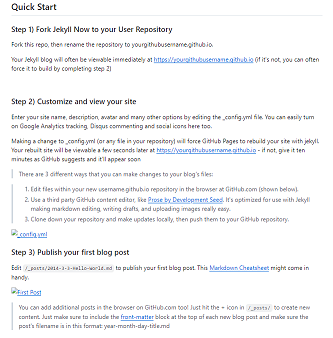 Quick Start
Step 1) Fork Jekyll Now to your User Repository
Fork this repo, then rename the repository to yourgithubusername.github.io.
Your Jekyll blog will often be viewable immediately at https://yourgithubusername.github.io (if it's not, you can often
force it to build by completing step 2)
Step 2) Customize and view your site
Enter your site name, description, avatar and many other options by editing the _config.yml file. You can easily turn
on Google Analytics tracking, Disqus commenting and social icons here too.
Making a change to _config.yml (or any file in your repository) will force GitHub Pages to rebuild your site with jekyll.
Your rebuilt site will be viewable a few seconds later at https://yourgithubusername.github.io - if not, give it ten
minutes as GitHub suggests and it'll appear soon
There are 3 different ways that you can make changes to your blog's files:
1. Edit files within your new username.github.io repository in the browser at GitHub.com (shown below).
2. Use a third party GitHub content editor, like Prose by Development Seed. It's optimized for use with Jekyll
making markdown editing, writing drafts, and uploading images really easy.
3. Clone down your repository and make updates locally, then push them to your GitHub repository.
_config.yml
Step 3) Publish your first blog post
Edit /_posts/2014-3-3-Hello-World.md to publish your first blog post. This Markdown Cheatsheet might come in
handy.
First Post
You can add additional posts in the browser on GitHub.com too! Just hit the + icon in /_posts/ to create new
content. Just make sure to include the front-matter block at the top of each new blog post and make sure the
post's filename is in this format: year-month-day-title.md